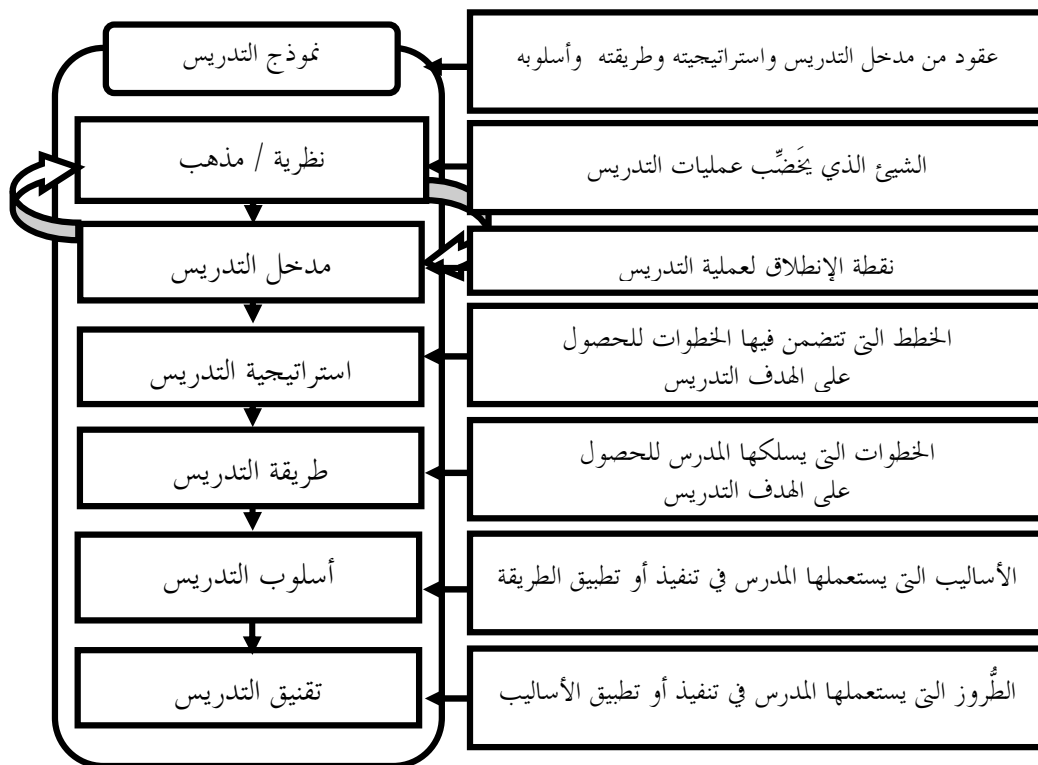 نموذج التدريس
عقود من مدخل التدريس واستراتيجيته وطريقته وأسلوبه
نظرية / مذهب
الشيئ الذي يخَضِّب عمليات التدريس
مدخل التدريس
نقطة الإنطلاق لعملية التدريس
استراتيجية التدريس
الخطط التى تتضمن فيها الخطوات للحصول
على الهدف التدريس
طريقة التدريس
الخطوات التى يسلكها المدرس للحصول
على الهدف التدريس
أسلوب التدريس
الأساليب التى يستعملها المدرس في تنفيذ أو تطبيق الطريقة
تقنيق التدريس
الطُّروز التى يستعملها المدرس في تنفيذ أو تطبيق الأساليب